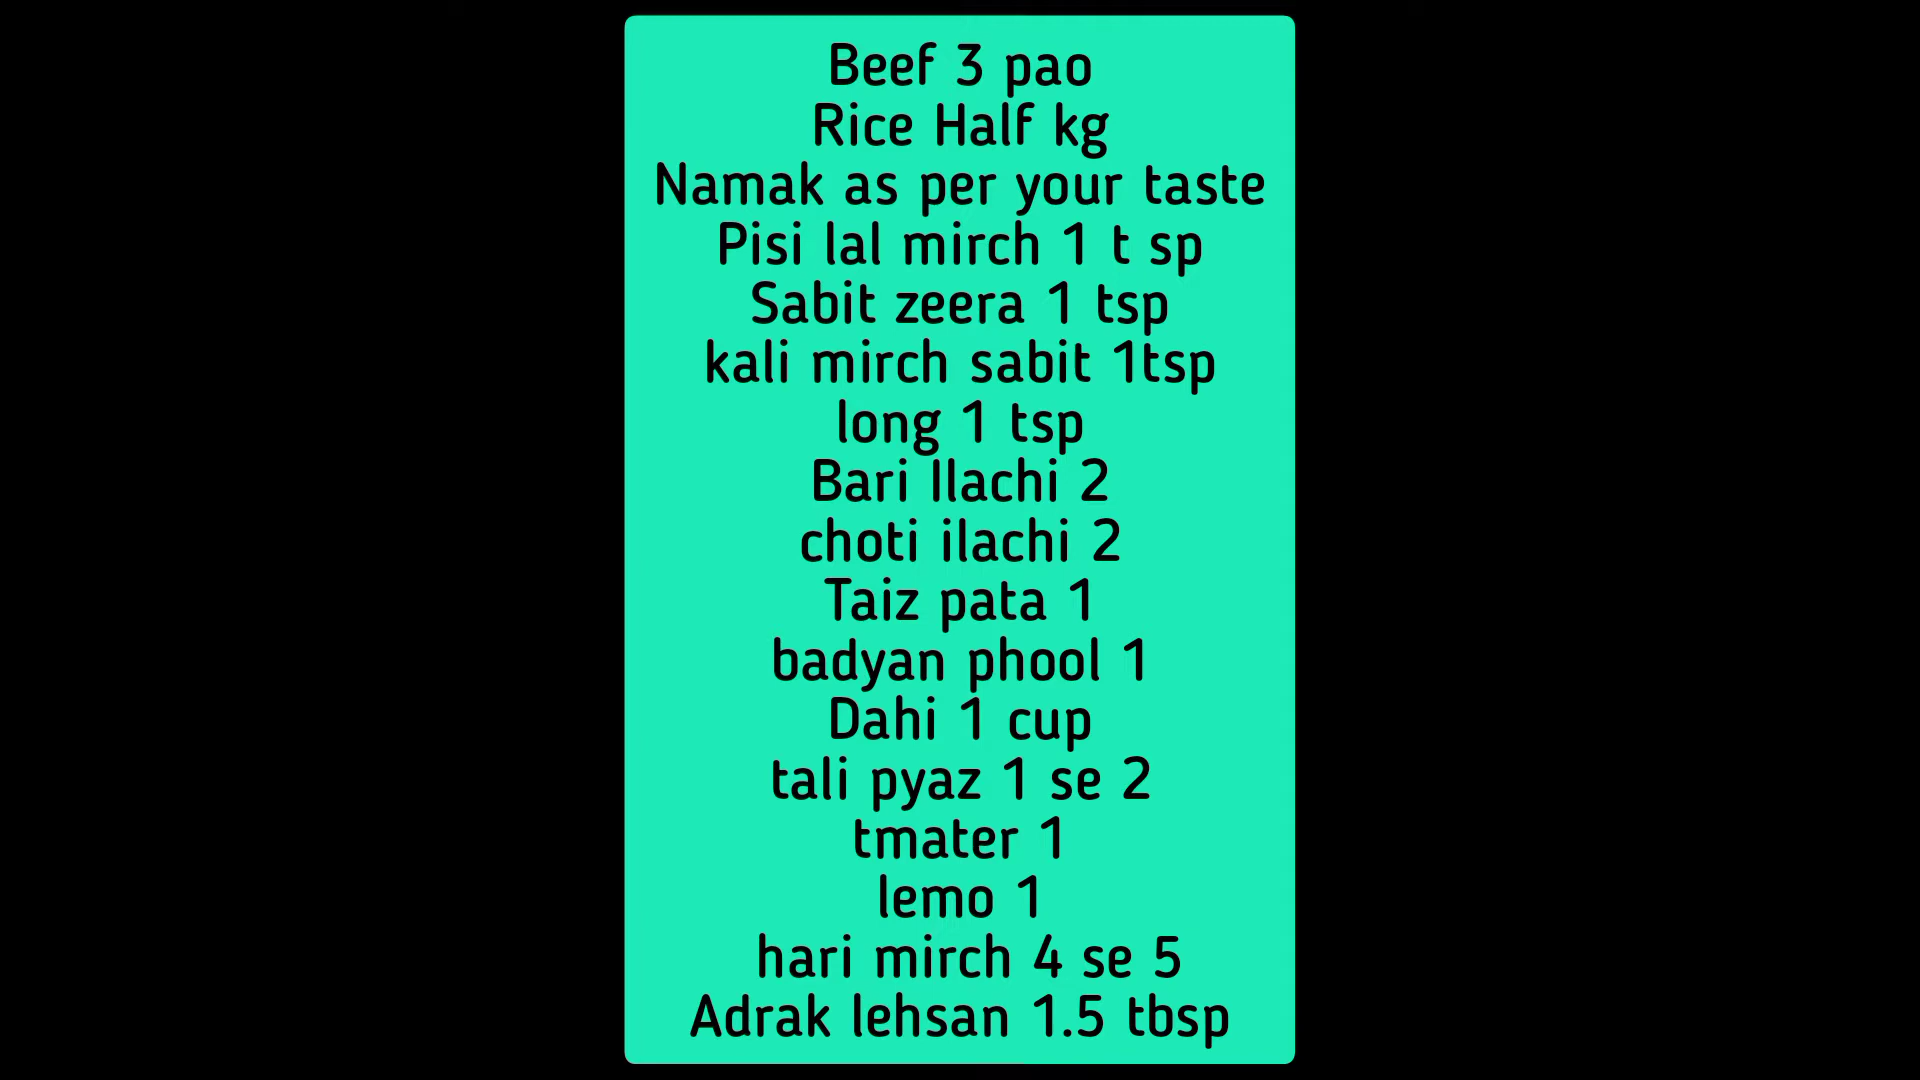 Beef 3 pao
Rice Half kg
Namak as per your taste
Pisi lal mirch 1 t sp
Sabit zeera 1 tsp
kali mirch sabit 1tsp
long 1 tsp
Bari Ilachi 2
choti ilachi 2
Taiz pata 1
badyan phool 1
Dahi 1 cup
tali pyaz 1 se 2
tmater 1
lemo 1
hari mirch 4 se 5
Adrak lehsan 1.5 tbsp